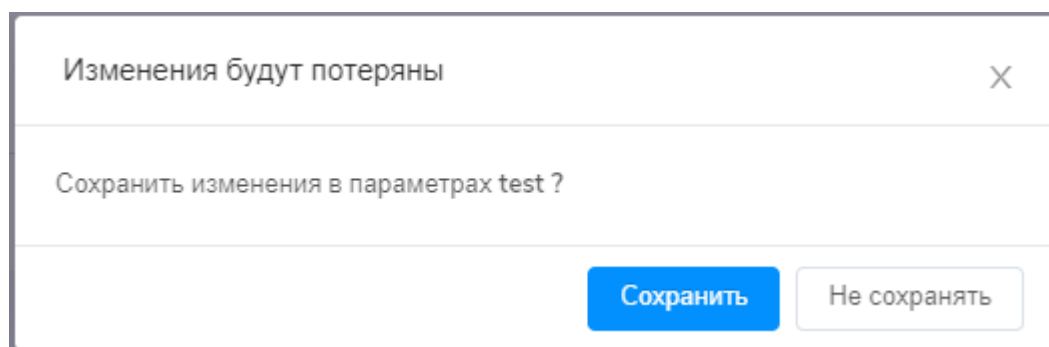 Изменения будут потеряны
Сохранить изменения в параметрах test ?
Сохранить
Не сохранять